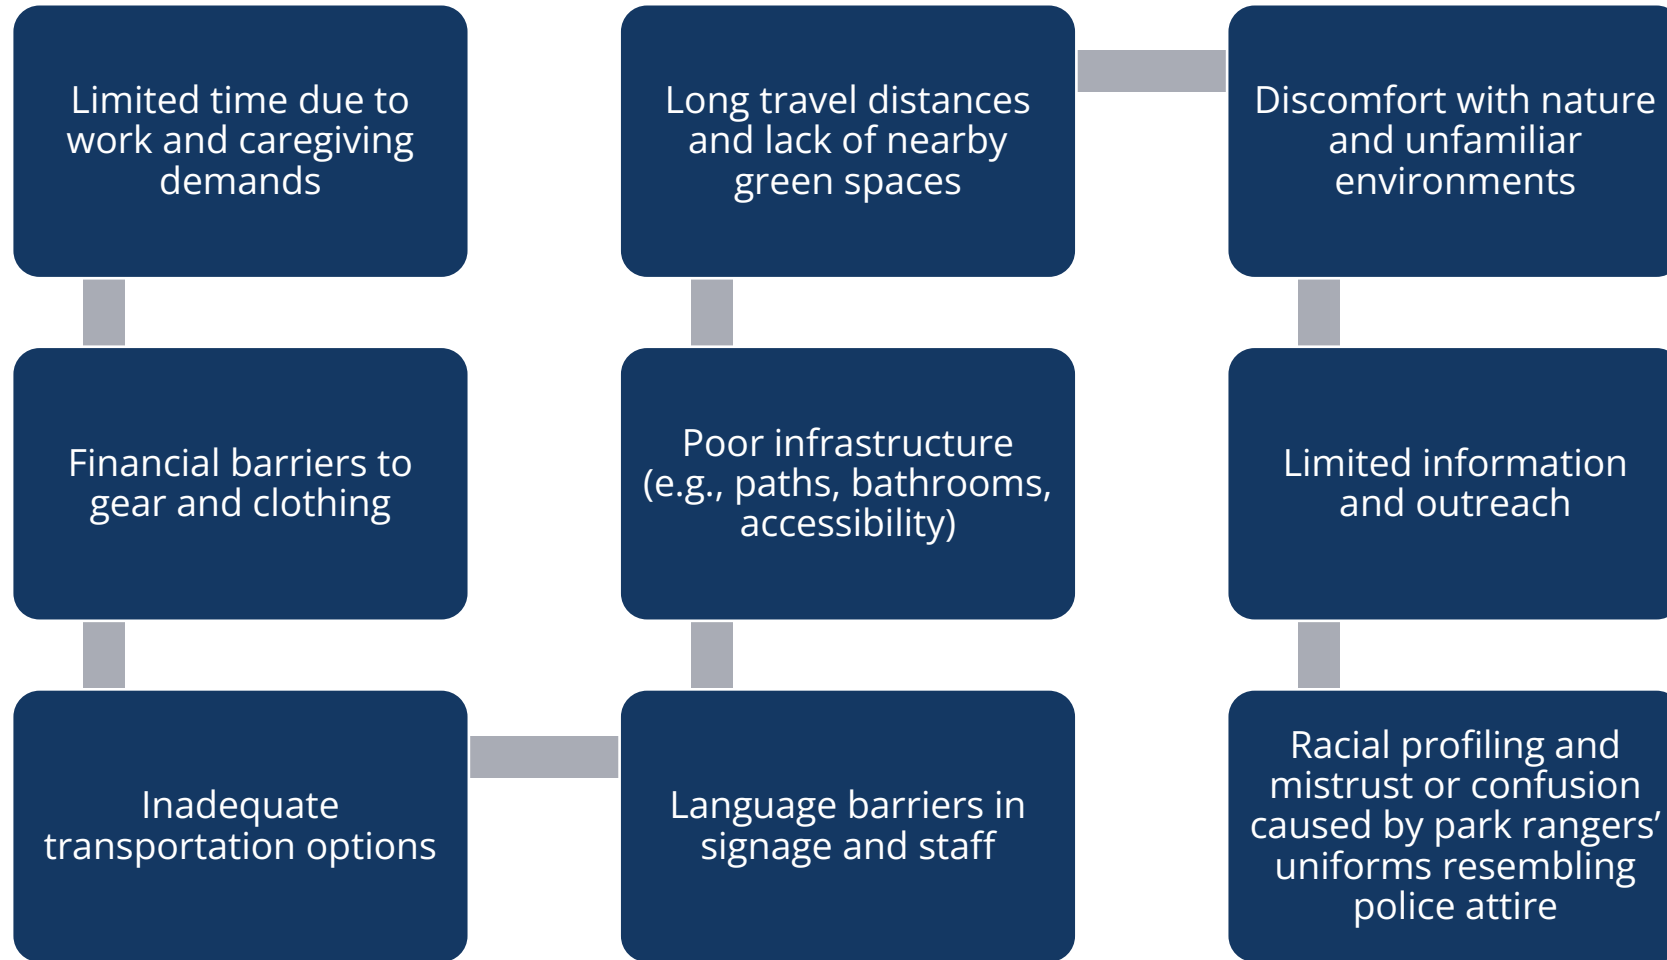 Limited time due to
work and caregiving
demands
Financial barriers to
gear and clothing
Inadequate
transportation options
Language barriers in
signage and staff
Poor infrastructure
(e.g., paths, bathrooms,
accessibility)
Long travel distances
and lack of nearby
green spaces
Discomfort with nature
and unfamiliar
environments
Limited information
and outreach
Racial profiling and
mistrust or confusion
caused by park rangers’
uniforms resembling
police attire